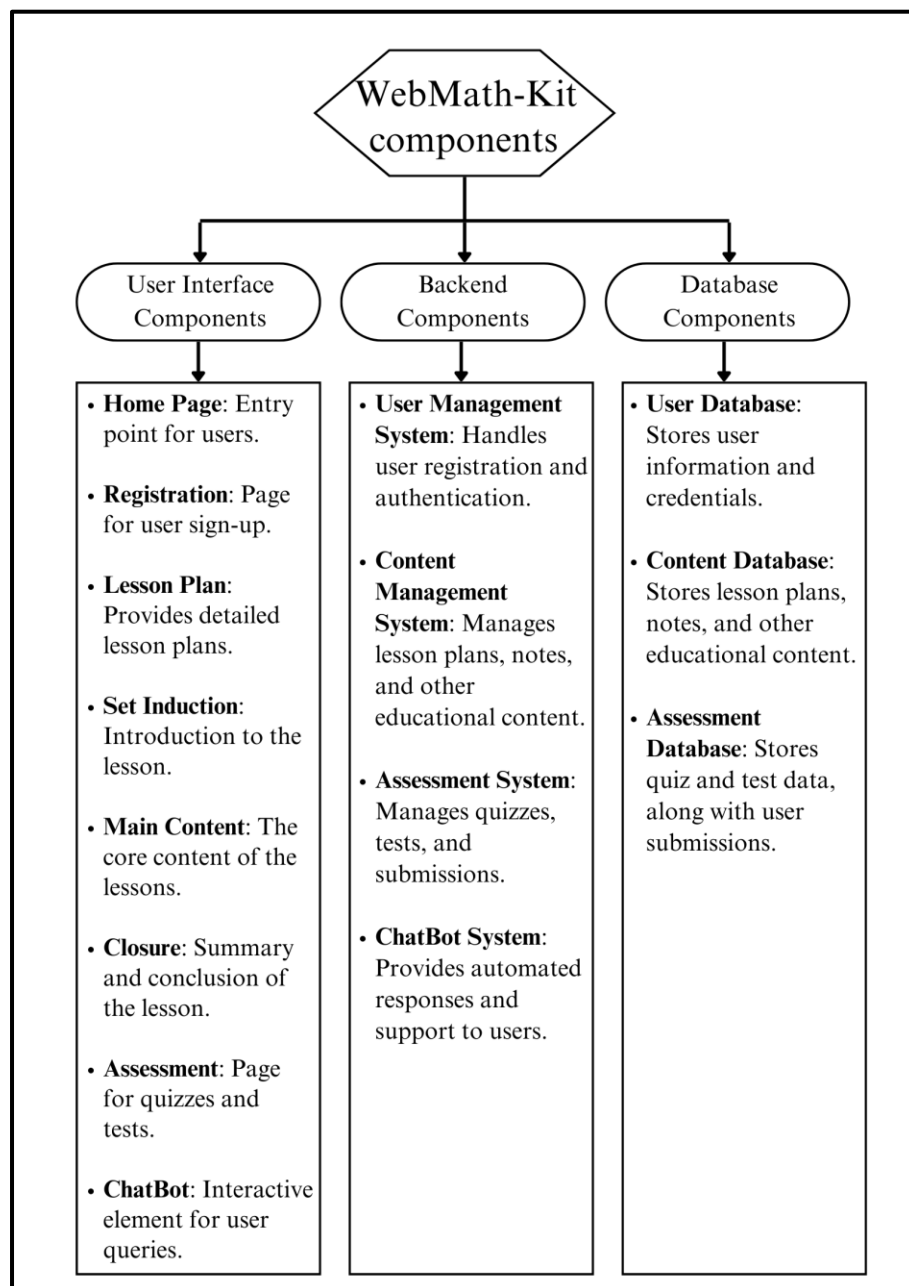 WebMath-Kit
components
User Interface
Components
Backend
Components
Database
Components
• Home Page: Entry
point for users.
• Registration: Page
for user sign-up.
• Lesson Plan:
Provides detailed
lesson plans.
• Set Induction:
Introduction to the
lesson.
• Main Content: The
core content of the
lessons.
• Closure: Summary
and conclusion of
the lesson.
• Assessment: Page
for quizzes and
tests.
• ChatBot: Interactive
element for user
queries.
• User Management
System: Handles
user registration and
authentication.
• Content
Management
System: Manages
lesson plans, notes,
and other
educational content.
• Assessment System:
Manages quizzes,
tests, and
submissions.
• ChatBot System:
Provides automated
responses and
support to users.
• User Database:
Stores user
information and
credentials.
• Content Database:
Stores lesson plans,
notes, and other
educational content.
• Assessment
Database: Stores
quiz and test data,
along with user
submissions.